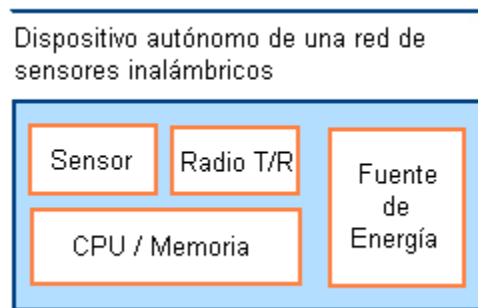 Dispositivo autónomo de una red de
sensores inalámbricos
Sensor
Radio T/R
CPU / Memoria
Fuente
de
Energía